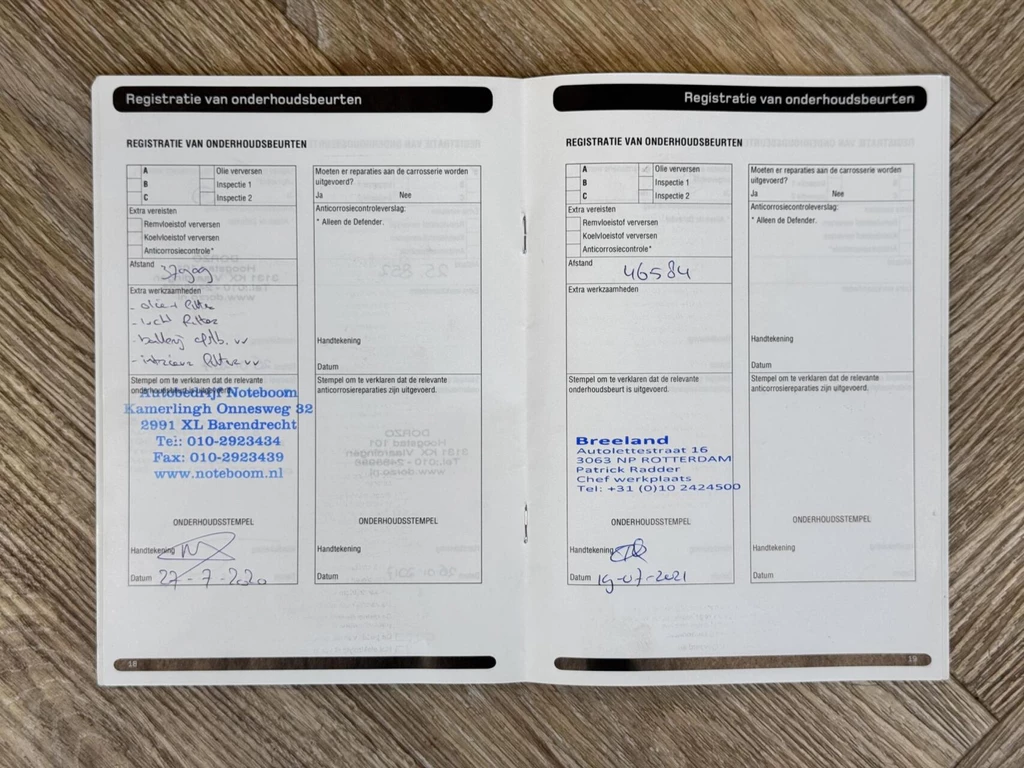 Registratie van onderhoudsbeurten
REGISTRATIE VAN ONDERHOUDSBEURTEN
A Olie verversen
B Inspectie 1
C Inspectie 2
Extra vereisten
Remvloeistof verversen
Koelvloeistof verversen
Anticorrosiecontrole*
Afstand
Extra werkzaamheden
- olie + filter
- lucht filter
- batterij afstb. vv
- interieur filter vv
Stempel om te verklaren dat de relevante
onderhoudsbeurt is uitgevoerd.
Autobedrijf Noteboom
Kamerlingh Onnesweg 32
2991 XL Barendrecht
Tel: 010-2923434
Fax: 010-2923439
www.noteboom.nl
ONDERHOUDSSTEMPEL
Handtekening
Datum 27-7-2020
Moeten er reparaties aan de carrosserie worden
uitgevoerd?
Ja Nee
Anticorrosiecontroleverslag:
* Alleen de Defender.
Handtekening
Datum
Stempel om te verklaren dat de relevante
anticorrosiereparaties zijn uitgevoerd.
ONDERHOUDSSTEMPEL
Handtekening
Datum
18
Registratie van onderhoudsbeurten
REGISTRATIE VAN ONDERHOUDSBEURTEN
A Olie verversen
B Inspectie 1
C Inspectie 2
Extra vereisten
Remvloeistof verversen
Koelvloeistof verversen
Anticorrosiecontrole*
Afstand 46584
Extra werkzaamheden
Stempel om te verklaren dat de relevante
onderhoudsbeurt is uitgevoerd.
Breeland
Autolettestraat 16
3063 NP ROTTERDAM
Patrick Radder
Chef werkplaats
Tel: +31 (0)10 2424500
ONDERHOUDSSTEMPEL
Handtekening
Datum 19-07-2021
Moeten er reparaties aan de carrosserie worden
uitgevoerd?
Ja Nee
Anticorrosiecontroleverslag:
* Alleen de Defender.
Handtekening
Datum
Stempel om te verklaren dat de relevante
anticorrosiereparaties zijn uitgevoerd.
ONDERHOUDSSTEMPEL
Handtekening
Datum
19